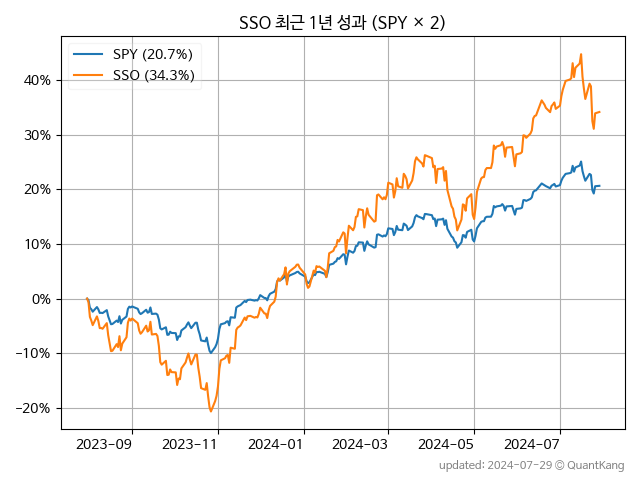 SSO 최근 1년 성과 (SPY × 2)
SPY (20.7%)
SSO (34.3%)
40%
30%
20%
10%
0%
−10%
−20%
2023-09 2023-11 2024-01 2024-03 2024-05 2024-07
updated: 2024-07-29 © QuantKang